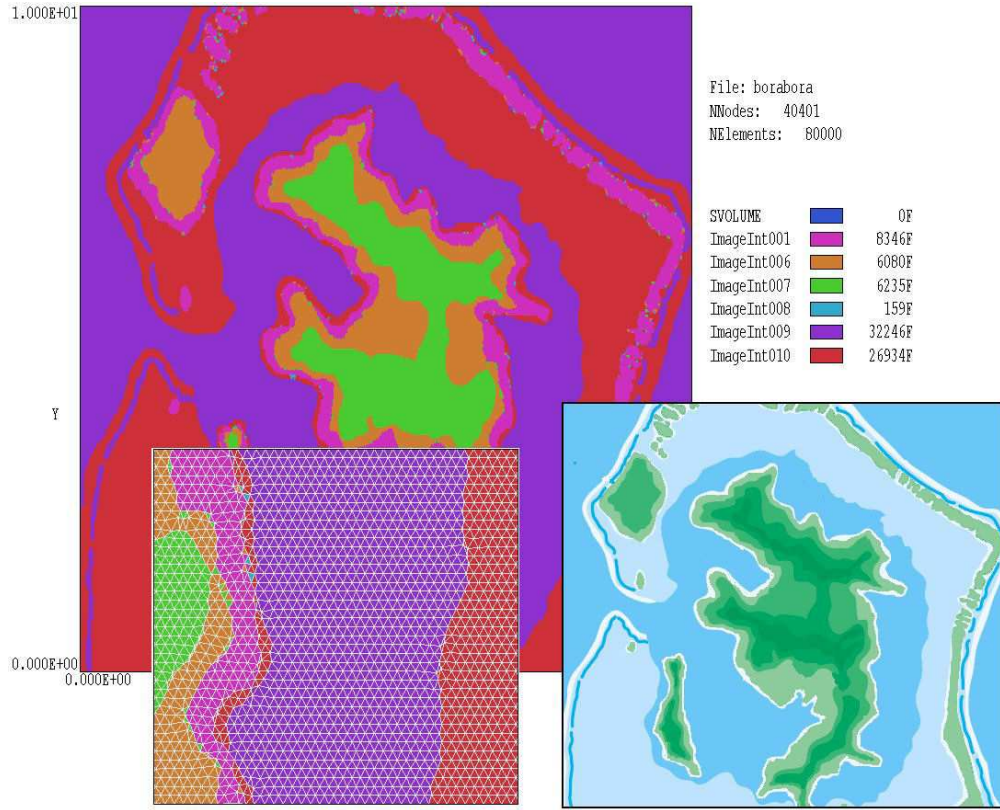 1.000E+01
File: borabora
NNodes: 40401
NElements: 80000
SVOLUME 0F
ImageInt001 8346F
ImageInt006 6080F
ImageInt007 6235F
ImageInt008 159F
ImageInt009 32246F
ImageInt010 26934F
Y
0.000E+00
0.000E+00